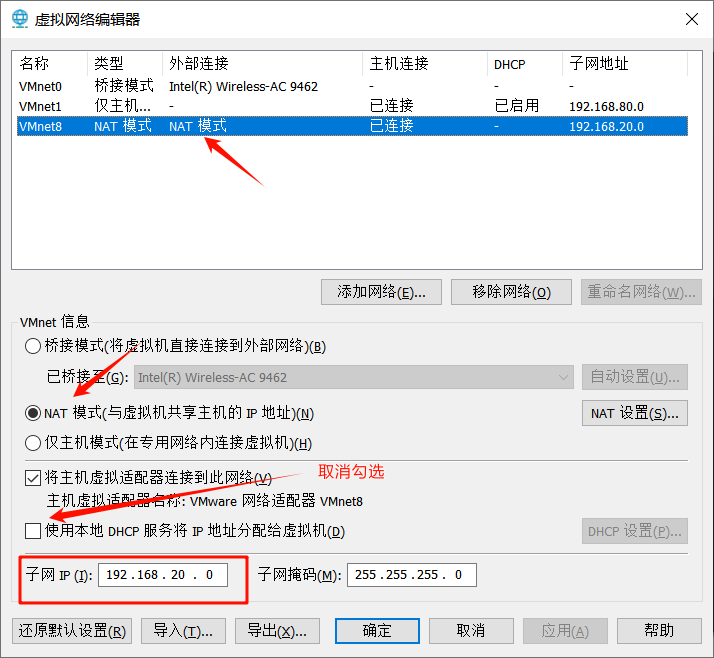 虚拟网络编辑器
名称 类型 外部连接 主机连接 DHCP 子网地址
VMnet0 桥接模式 Intel(R) Wireless-AC 9462 - - -
VMnet1 仅主机... - 已连接 已启用 192.168.80.0
VMnet8 NAT 模式 NAT 模式 已连接 - 192.168.20.0
添加网络(E)... 移除网络(O) 重命名网络(W)...
VMnet 信息
桥接模式(将虚拟机直接连接到外部网络)(B)
已桥接至(G): Intel(R) Wireless-AC 9462 自动设置(U)...
NAT 模式(与虚拟机共享主机的 IP 地址)(N) NAT 设置(S)...
仅主机模式(在专用网络内连接虚拟机)(H)
将主机虚拟适配器连接到此网络(V) 取消勾选
主机虚拟适配器名称: VMware 网络适配器 VMnet8
使用本地 DHCP 服务将 IP 地址分配给虚拟机(D) DHCP 设置(P)...
子网 IP (I): 192.168. 20 . 0 子网掩码(M): 255.255.255. 0
还原默认设置(R) 导入(T)... 导出(X)... 确定 取消 应用(A) 帮助